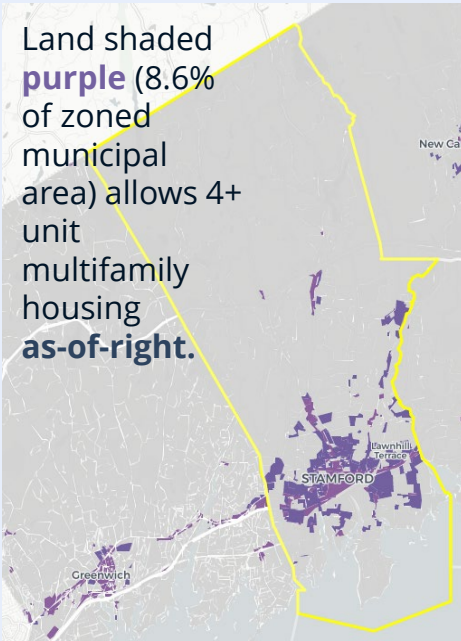 Land shaded
purple (8.6%
of zoned
municipal
area) allows 4+
unit
multifamily
housing
as-of-right.
New Ca
Lawnhill
Terrace
STAMFORD
Greenwich